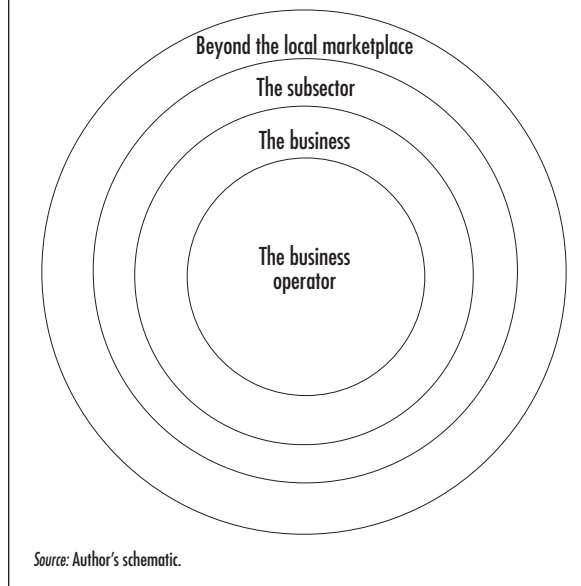 Beyond the local marketplace
The subsector
The business
The business
operator
Source: Author's schematic.